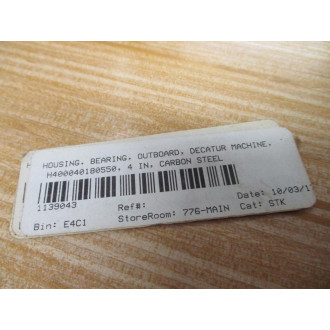 HOUSING, BEARING, OUTBOARD, DECATUR MACHINE,
H400040180550, 4 IN, CARBON STEEL
1139043
Ref#: Date: 10/03/1
Bin: E4C1 StoreRoom: 776-MAIN Cat: STK